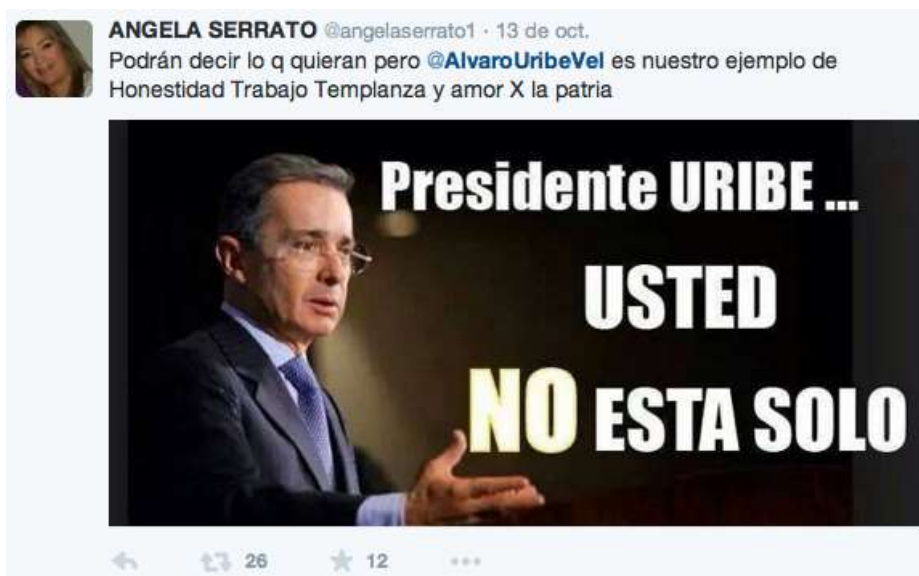 ANGELA SERRATO @angelaserrato1 · 13 de oct.
Podrán decir lo q quieran pero @AlvaroUribeVel es nuestro ejemplo de
Honestidad Trabajo Templanza y amor X la patria
Presidente URIBE ...
USTED
NO ESTA SOLO
26 12